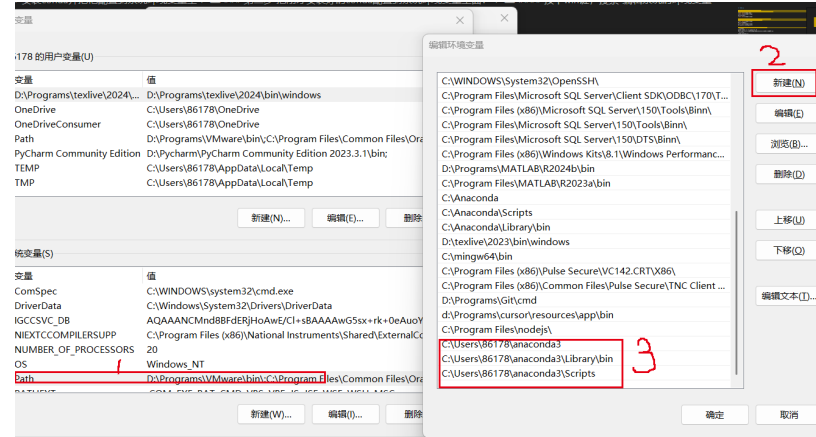 变量
6178 的用户变量(U)
变量 值
D:\Programs\texlive\2024\... D:\Programs\texlive\2024\bin\windows
OneDrive C:\Users\86178\OneDrive
OneDriveConsumer C:\Users\86178\OneDrive
Path D:\Programs\VMware\bin\;C:\Program Files\Common Files\Ora
PyCharm Community Edition D:\Pycharm\PyCharm Community Edition 2023.3.1\bin;
TEMP C:\Users\86178\AppData\Local\Temp
TMP C:\Users\86178\AppData\Local\Temp
新建(N)... 编辑(E)... 删除
统变量(S)
变量 值
ComSpec C:\WINDOWS\system32\cmd.exe
DriverData C:\Windows\System32\Drivers\DriverData
IGCCSVC_DB AQAAANCMnd8BFdERjHoAwE/Cl+sBAAAAwG5sx+rk+0eAuoY
NIEXTCCOMPILERSUPP C:\Program Files (x86)\National Instruments\Shared\ExternalCo
NUMBER_OF_PROCESSORS 20
OS Windows_NT
1
Path D:\Programs\VMware\bin\;C:\Program Files\Common Files\Ora
新建(W)... 编辑(I)... 删除
编辑环境变量
2
C:\WINDOWS\System32\OpenSSH\
C:\Program Files\Microsoft SQL Server\Client SDK\ODBC\170\T...
C:\Program Files (x86)\Microsoft SQL Server\150\Tools\Binn\
C:\Program Files\Microsoft SQL Server\150\Tools\Binn\
C:\Program Files\Microsoft SQL Server\150\DTS\Binn\
C:\Program Files (x86)\Windows Kits\8.1\Windows Performanc...
D:\Programs\MATLAB\R2024b\bin
C:\Program Files\MATLAB\R2023a\bin
C:\Anaconda
C:\Anaconda\Scripts
C:\Anaconda\Library\bin
D:\texlive\2023\bin\windows
C:\mingw64\bin
C:\Program Files (x86)\Pulse Secure\VC142.CRT\X86\
C:\Program Files (x86)\Common Files\Pulse Secure\TNC Client ...
D:\Programs\Git\cmd
d:\Programs\cursor\resources\app\bin
C:\Program Files\nodejs\
C:\Users\86178\anaconda3
C:\Users\86178\anaconda3\Library\bin
C:\Users\86178\anaconda3\Scripts
3
新建(N)
编辑(E)
浏览(B)...
删除(D)
上移(U)
下移(O)
编辑文本(T)...
确定 取消